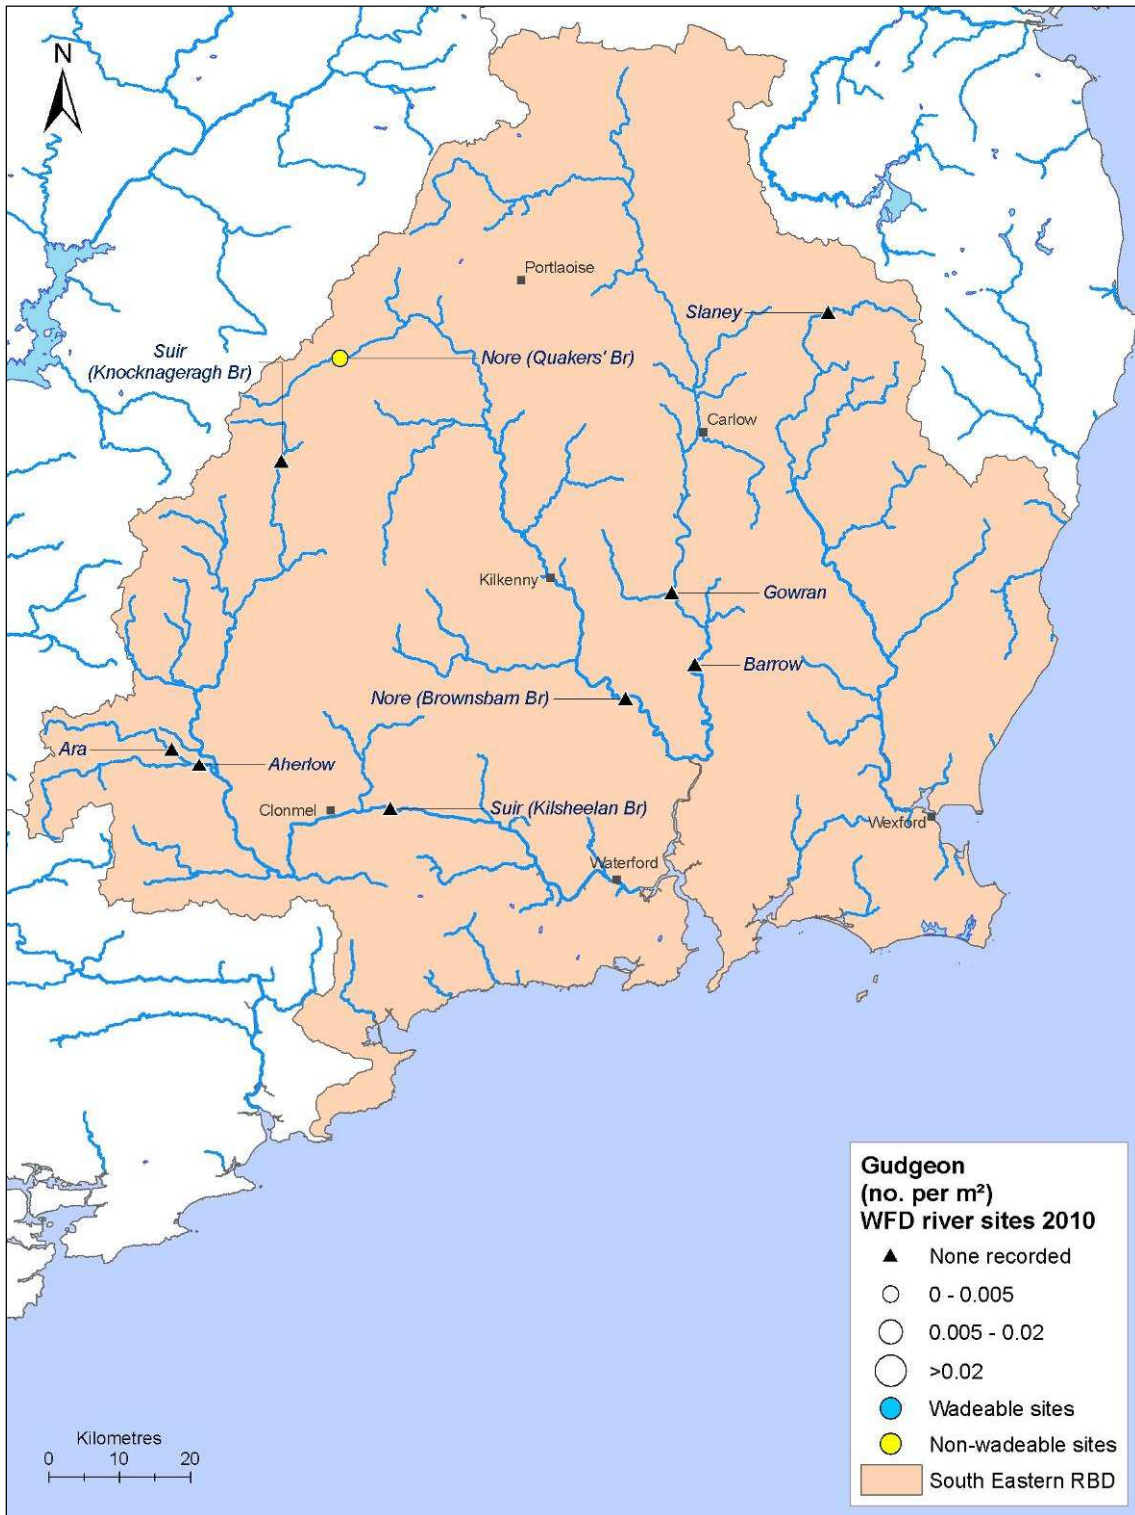 N
Portlaoise
Slaney
Suir
(Knocknageragh Br)
Nore (Quakers' Br)
Carlow
Kilkenny
Gowran
Barrow
Nore (Brownsbarn Br)
Ara
Aherlow
Clonmel
Suir (Kilsheelan Br)
Wexford
Waterford
Gudgeon
(no. per m²)
WFD river sites 2010
None recorded
0 - 0.005
0.005 - 0.02
>0.02
Wadeable sites
Non-wadeable sites
South Eastern RBD
Kilometres
0 10 20